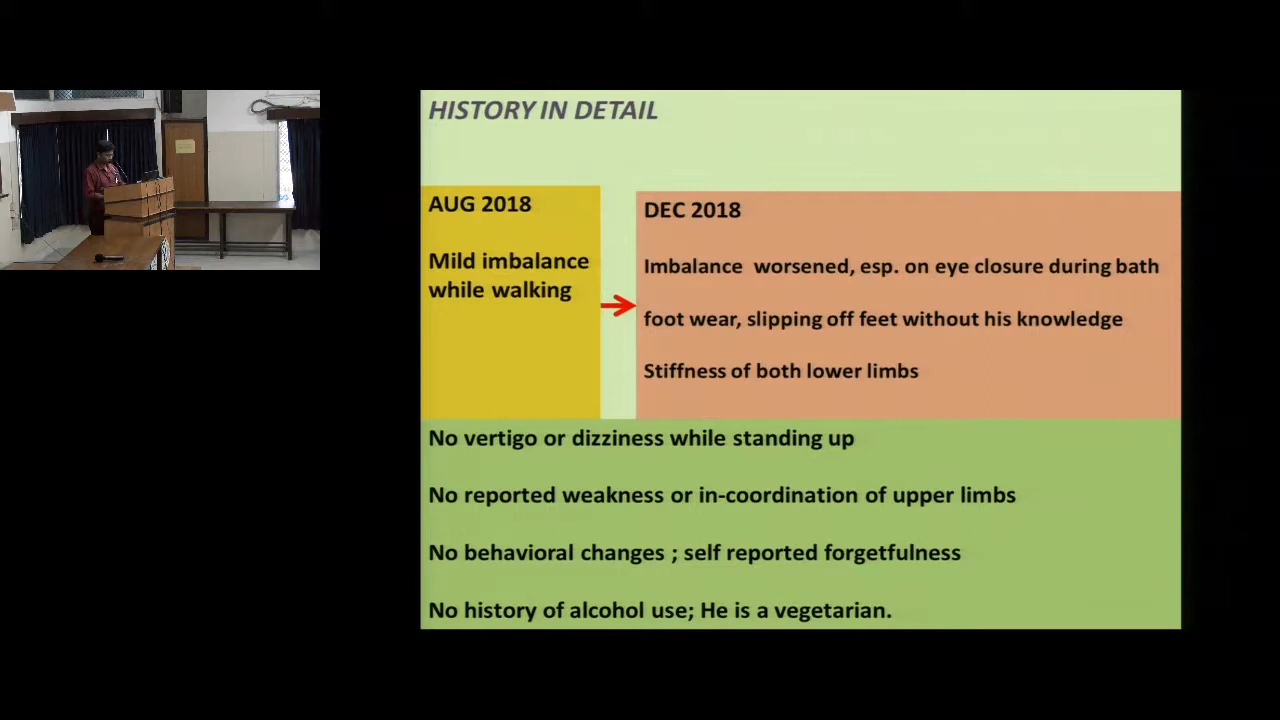 HISTORY IN DETAIL
AUG 2018
Mild imbalance
while walking
DEC 2018
Imbalance worsened, esp. on eye closure during bath
foot wear, slipping off feet without his knowledge
Stiffness of both lower limbs
No vertigo or dizziness while standing up
No reported weakness or in-coordination of upper limbs
No behavioral changes ; self reported forgetfulness
No history of alcohol use; He is a vegetarian.